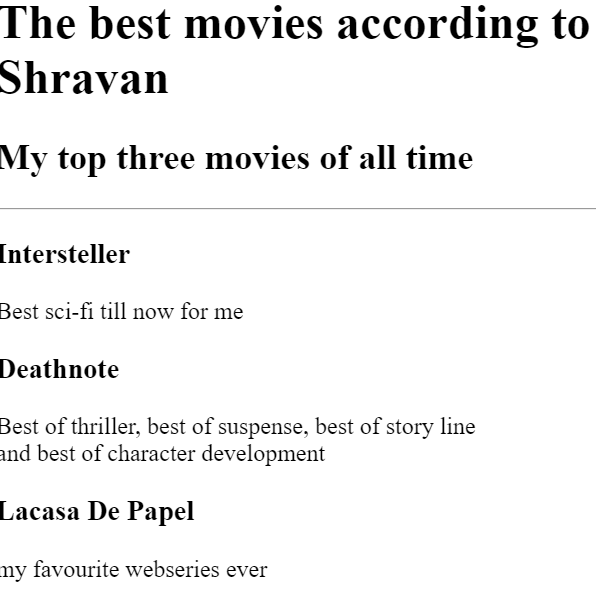 The best movies according to
Shravan
My top three movies of all time
Intersteller
Best sci-fi till now for me
Deathnote
Best of thriller, best of suspense, best of story line
and best of character development
Lacasa De Papel
my favourite webseries ever